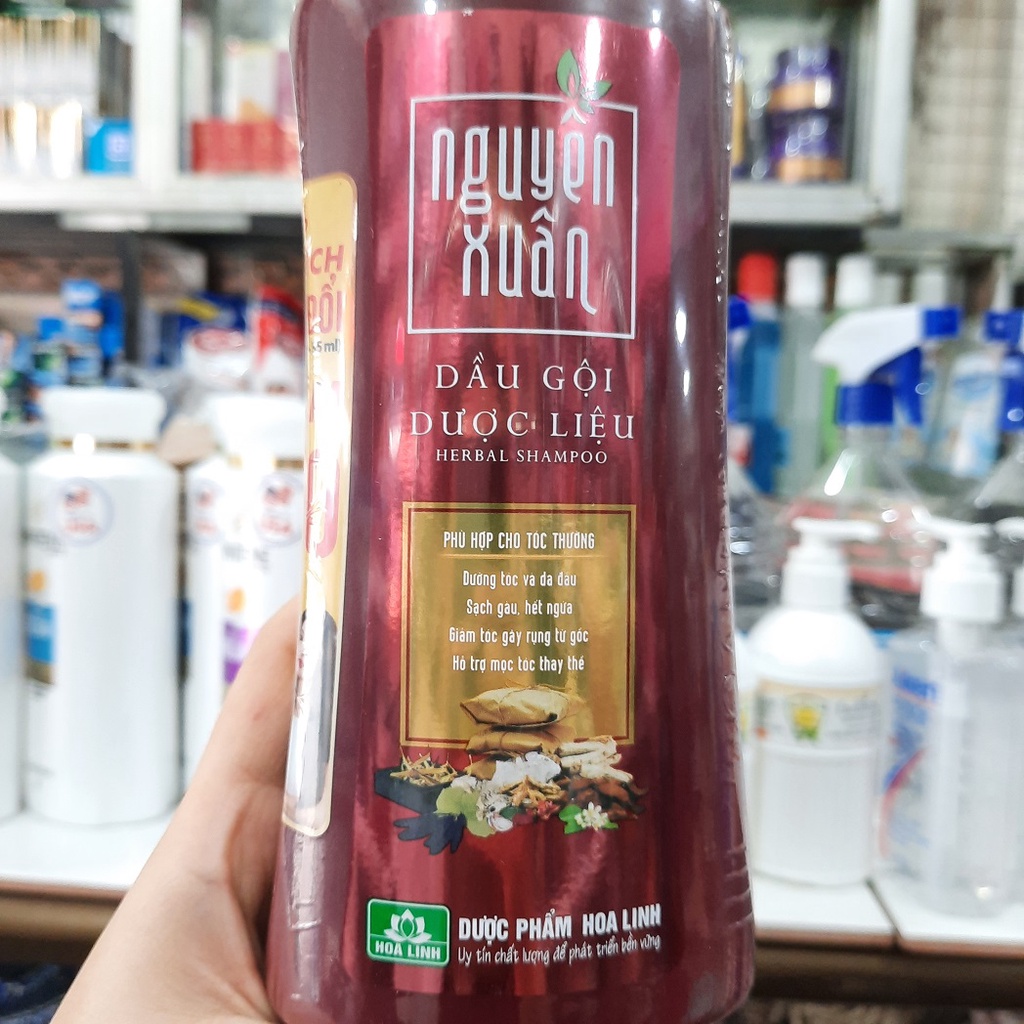 nguyên
xuân
DẦU GỘI
DƯỢC LIỆU
HERBAL SHAMPOO
PHÙ HỢP CHO TÓC THƯỜNG
Dưỡng tóc và da đầu
Sạch gàu, hết ngứa
Giảm tóc gãy rụng từ gốc
Hỗ trợ mọc tóc thay thế
HOA LINH
DƯỢC PHẨM HOA LINH
Uy tín chất lượng để phát triển bền vững